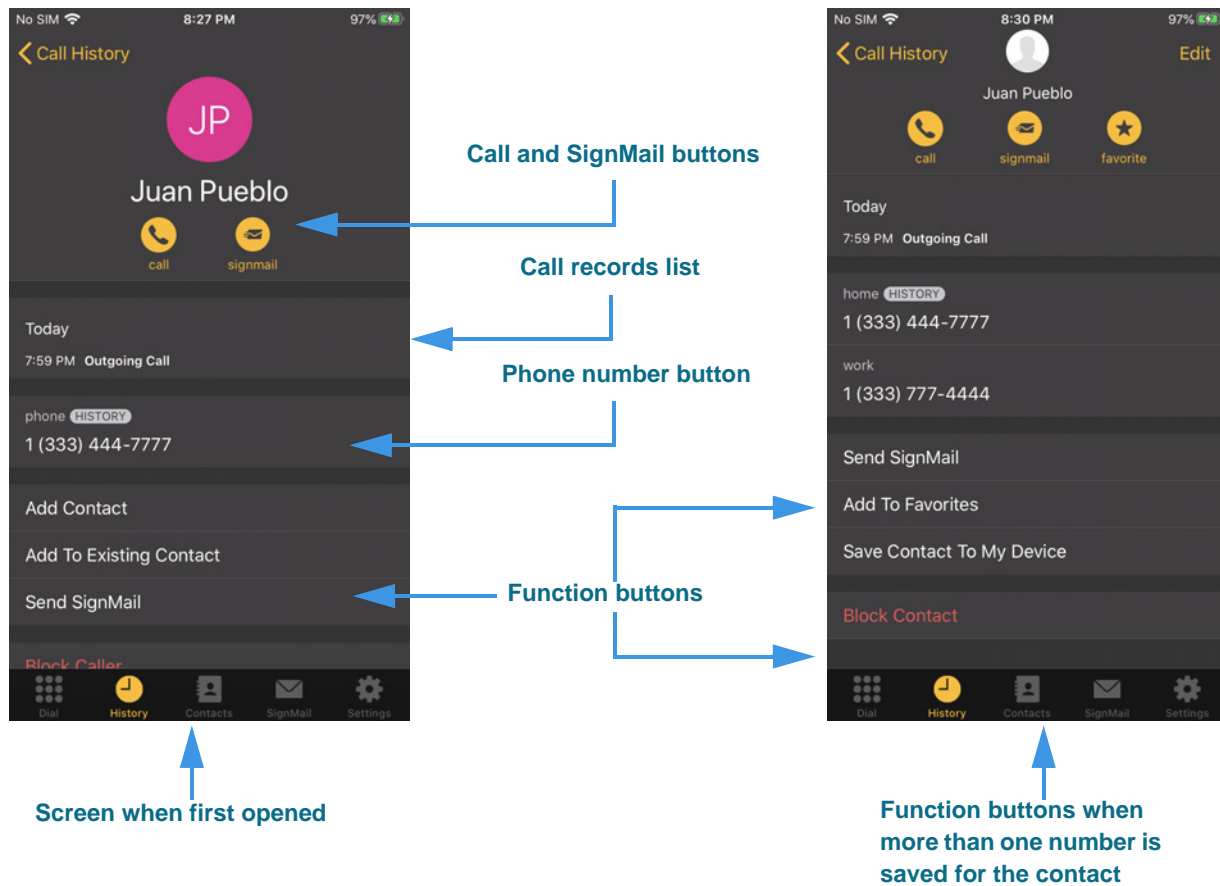 No SIM 8:27 PM 97%
Call History
JP
Juan Pueblo
call signmail
Today
7:59 PM Outgoing Call
phone HISTORY
1 (333) 444-7777
Add Contact
Add To Existing Contact
Send SignMail
Block Caller
Dial History Contacts SignMail Settings
Screen when first opened
Call and SignMail buttons
Call records list
Phone number button
Function buttons
No SIM 8:30 PM 97%
Call History Edit
Juan Pueblo
call signmail favorite
Today
7:59 PM Outgoing Call
home HISTORY
1 (333) 444-7777
work
1 (333) 777-4444
Send SignMail
Add To Favorites
Save Contact To My Device
Block Contact
Dial History Contacts SignMail Settings
Function buttons when
more than one number is
saved for the contact